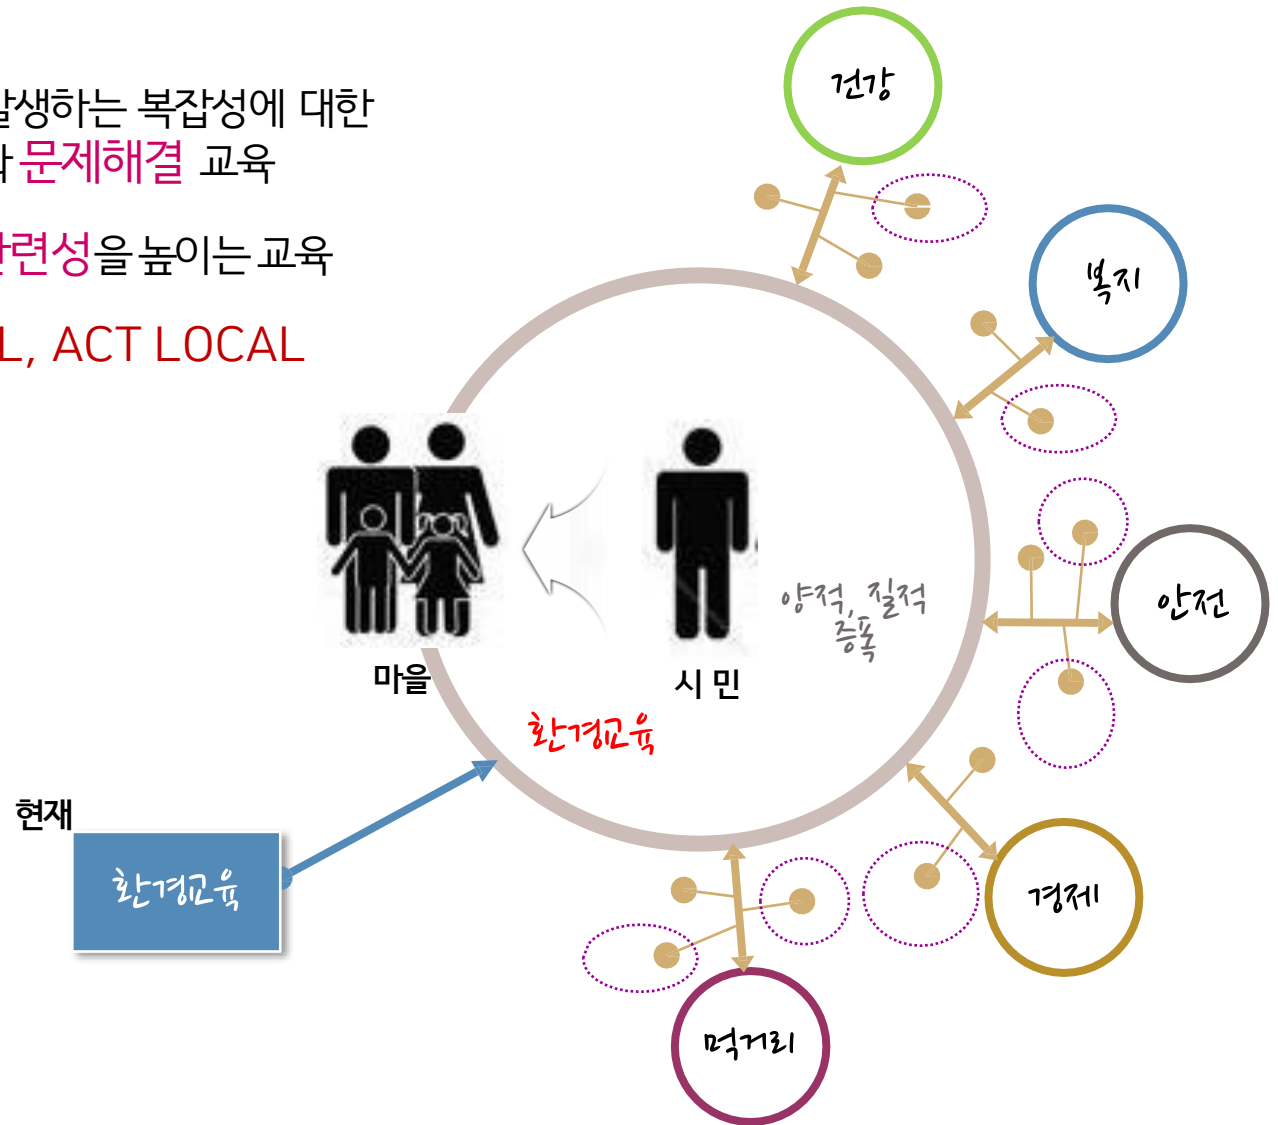 발생하는 복잡성에 대한
문제해결 교육
관련성을 높이는 교육
L, ACT LOCAL
건강
복지
안전
양적, 질적
증폭
마을
시 민
환경교육
현재
환경교육
경제
먹거리